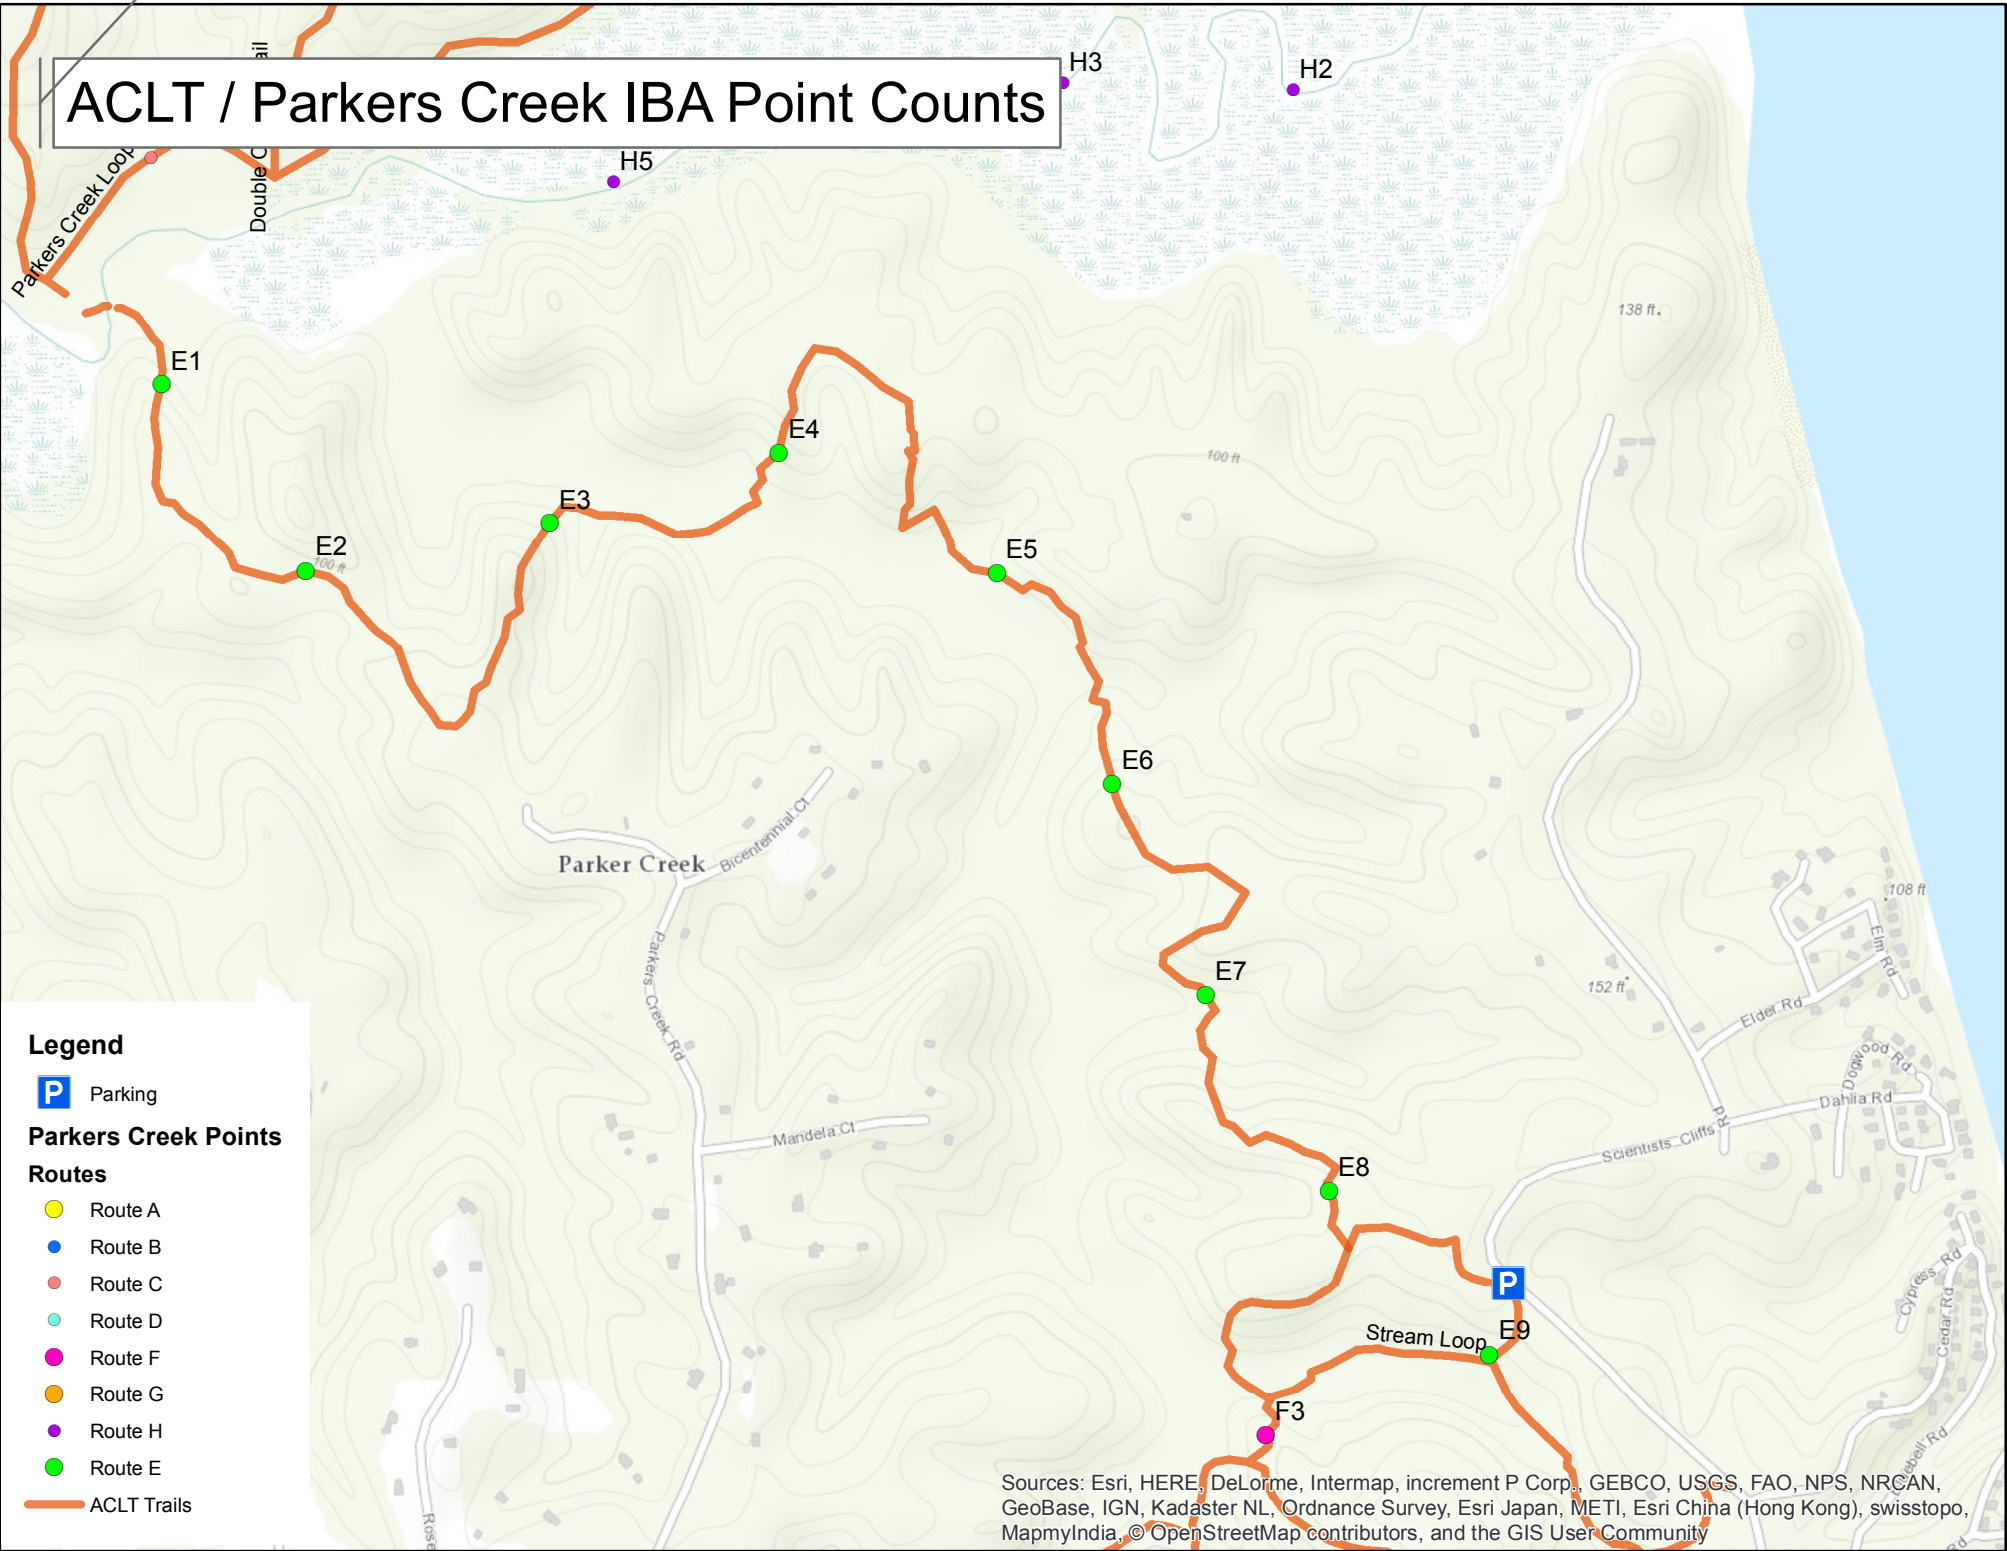 ACLT / Parkers Creek IBA Point Counts
H3
H2
H5
Parkers Creek Loop
Double
138 ft.
E1
E4
100 ft
E3
E2
100 ft
E5
E6
Bicentennial Ct
Parker Creek
108 ft
Elm Rd
Parkers Creek Rd
E7
152 ft
Elder Rd
Dogwood Rd
Dahlia Rd
Mandela Ct
Scientists Cliffs Rd
E8
P
Cypress Rd
Cedar Rd
E9
Stream Loop
F3
Rose
Rd
Legend
P Parking
Parkers Creek Points
Routes
Route A
Route B
Route C
Route D
Route F
Route G
Route H
Route E
ACLT Trails
Sources: Esri, HERE, DeLorme, Intermap, increment P Corp., GEBCO, USGS, FAO, NPS, NRCAN,
GeoBase, IGN, Kadaster NL, Ordnance Survey, Esri Japan, METI, Esri China (Hong Kong), swisstopo,
MapmyIndia, © OpenStreetMap contributors, and the GIS User Community